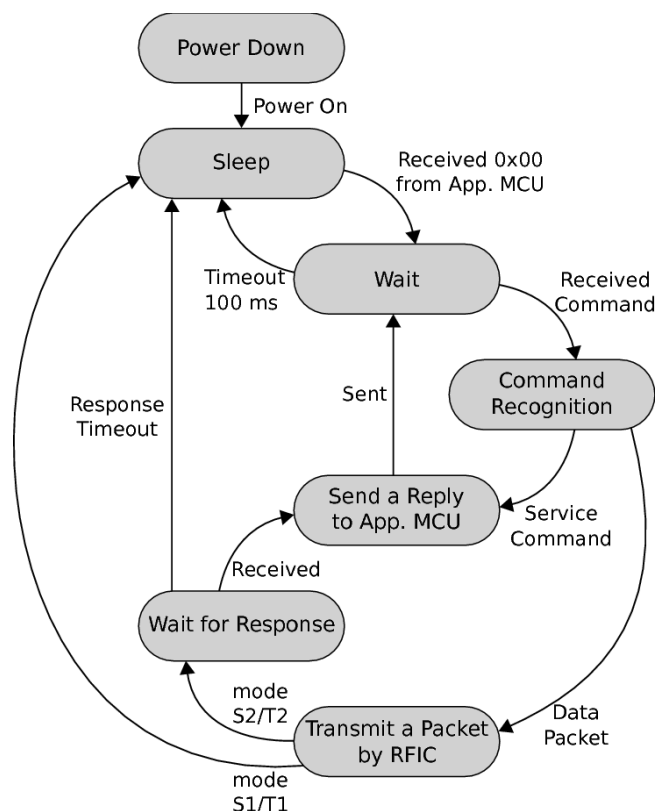 Power Down
Power On
Sleep
Received 0x00
from App. MCU
Timeout
100 ms
Wait
Received
Command
Response
Timeout
Sent
Command
Recognition
Send a Reply
to App. MCU
Service
Command
Received
Wait for Response
mode
S2/T2
Transmit a Packet
by RFIC
Data
Packet
mode
S1/T1